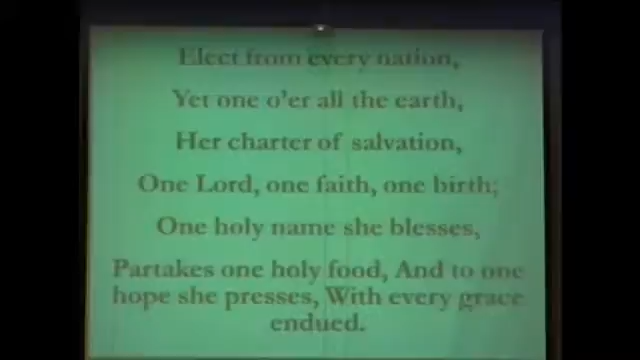 Elect from every nation,
Yet one o'er all the earth,
Her charter of salvation,
One Lord, one faith, one birth;
One holy name she blesses,
Partakes one holy food, And to one
hope she presses, With every grace
endued.